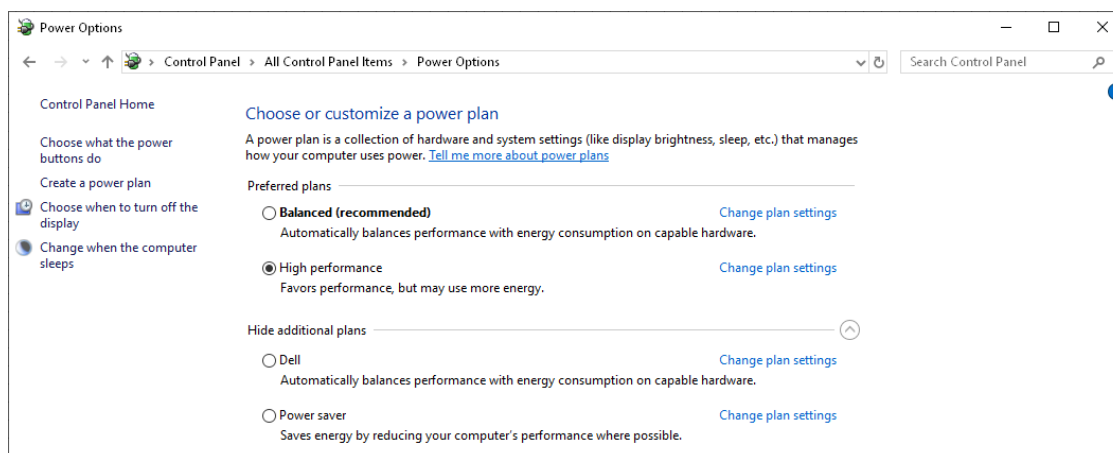 Power Options
Control Panel > All Control Panel Items > Power Options
Search Control Panel
Control Panel Home
Choose what the power
buttons do
Create a power plan
Choose when to turn off the
display
Change when the computer
sleeps
Choose or customize a power plan
A power plan is a collection of hardware and system settings (like display brightness, sleep, etc.) that manages
how your computer uses power. Tell me more about power plans
Preferred plans
Balanced (recommended) Change plan settings
Automatically balances performance with energy consumption on capable hardware.
High performance Change plan settings
Favors performance, but may use more energy.
Hide additional plans
Dell Change plan settings
Automatically balances performance with energy consumption on capable hardware.
Power saver Change plan settings
Saves energy by reducing your computer's performance where possible.